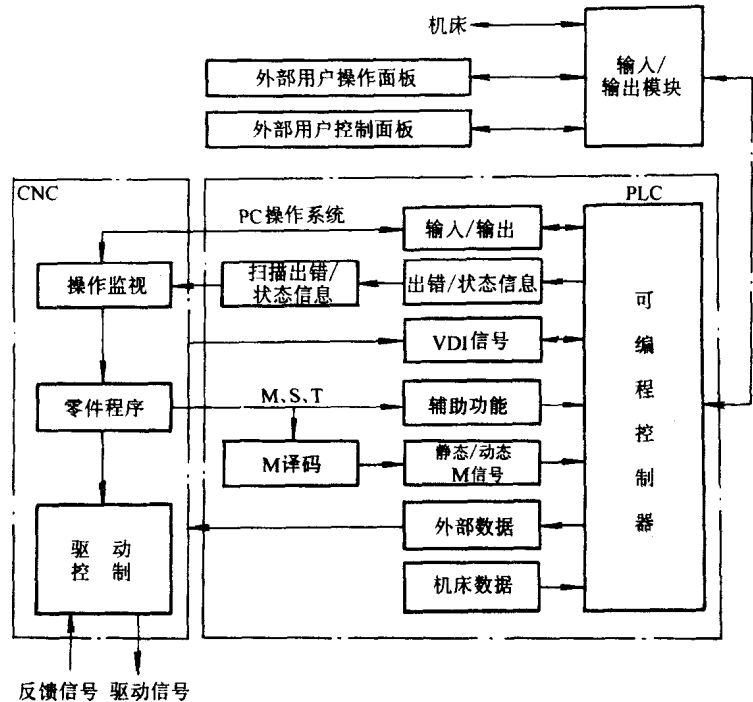 机床
输入/
输出模块
外部用户操作面板
外部用户控制面板
CNC
PLC
PC操作系统
输入/输出
操作监视
扫描出错/
状态信息
出错/状态信息
可编程控制器
VDI信号
零件程序
M、S、T
辅助功能
M译码
静态/动态
M信号
驱动
控制
外部数据
机床数据
反馈信号
驱动信号